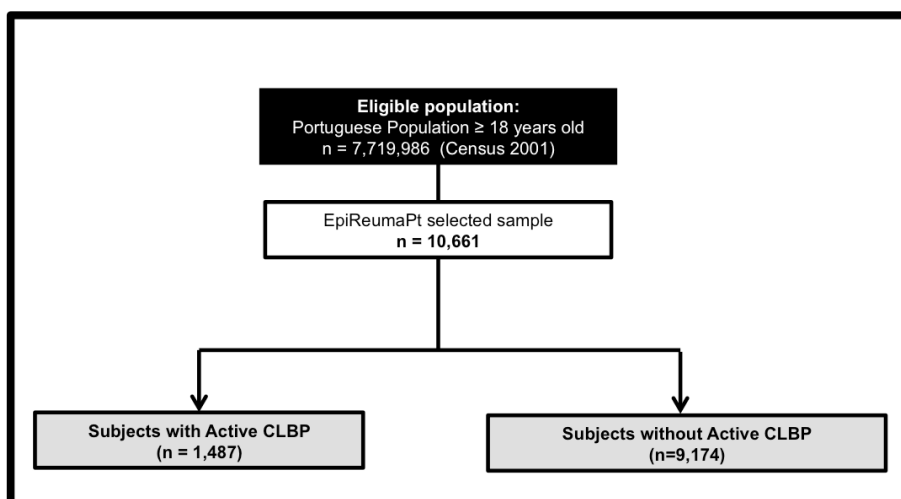 Eligible population:
Portuguese Population ≥ 18 years old
n = 7,719,986 (Census 2001)
EpiReumaPt selected sample
n = 10,661
Subjects with Active CLBP
(n = 1,487)
Subjects without Active CLBP
(n=9,174)